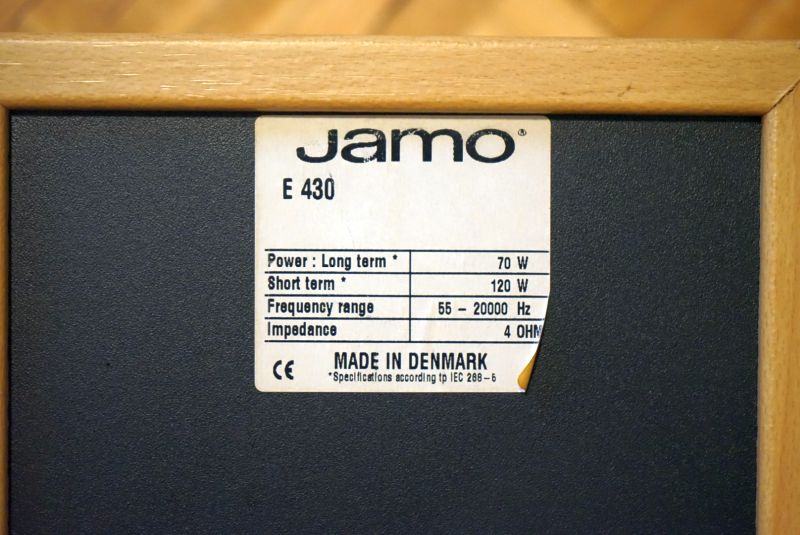 Jamo®
E 430
Power : Long term * 70 W
Short term * 120 W
Frequency range 55 - 20000 Hz
Impedance 4 OHM
CE MADE IN DENMARK
*Specifications according tp IEC 268-5